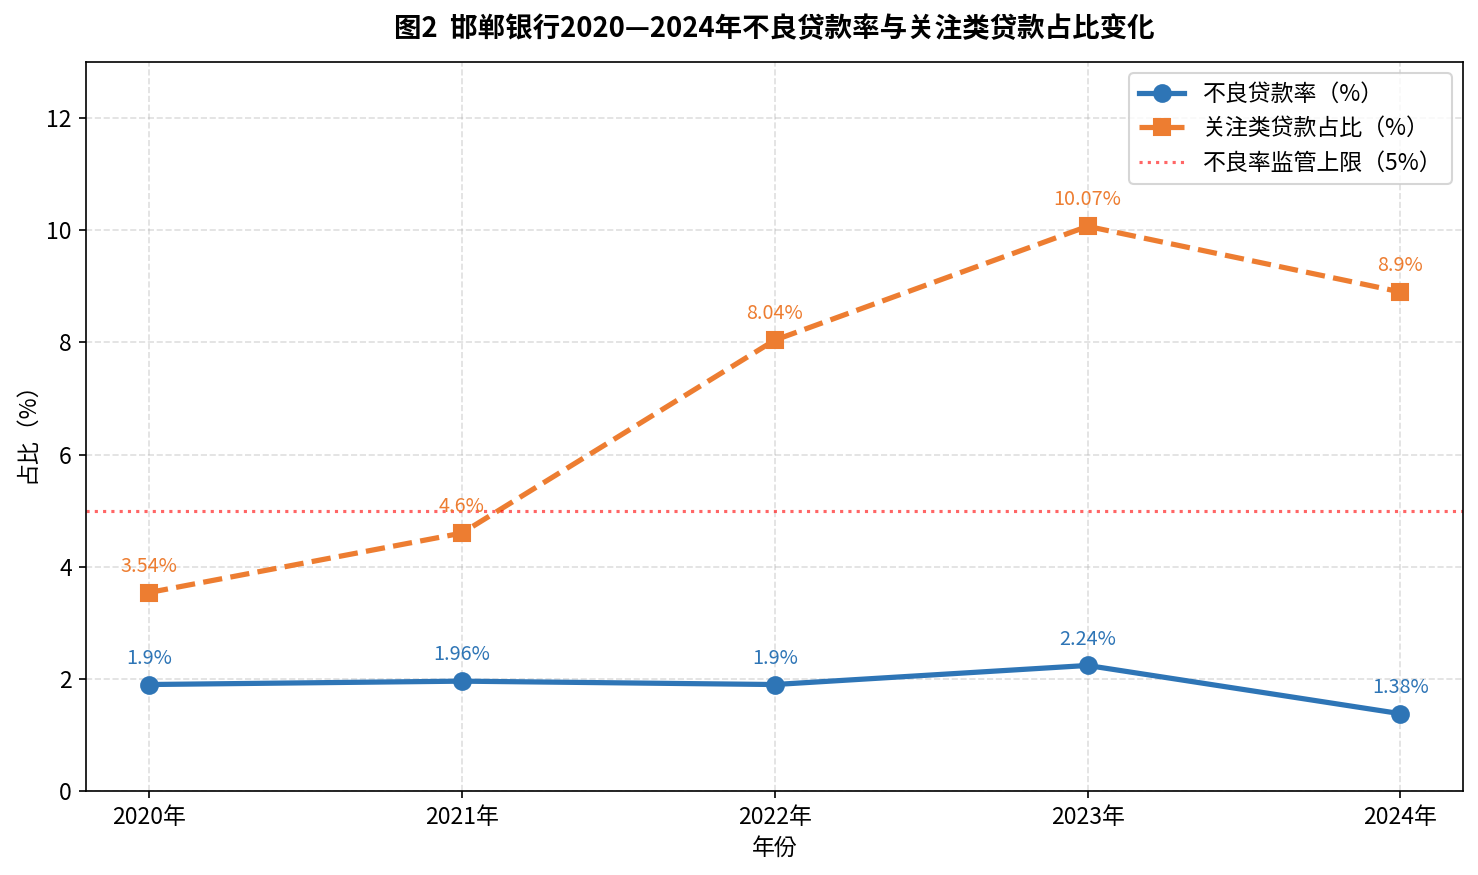 图2 邯郸银行2020—2024年不良贷款率与关注类贷款占比变化
不良贷款率（%）
关注类贷款占比（%）
不良率监管上限（5%）
占比（%）
12
10
8
6
4
2
0
10.07%
8.9%
8.04%
4.6%
3.54%
1.9%
1.96%
1.9%
2.24%
1.38%
2020年
2021年
2022年
2023年
2024年
年份